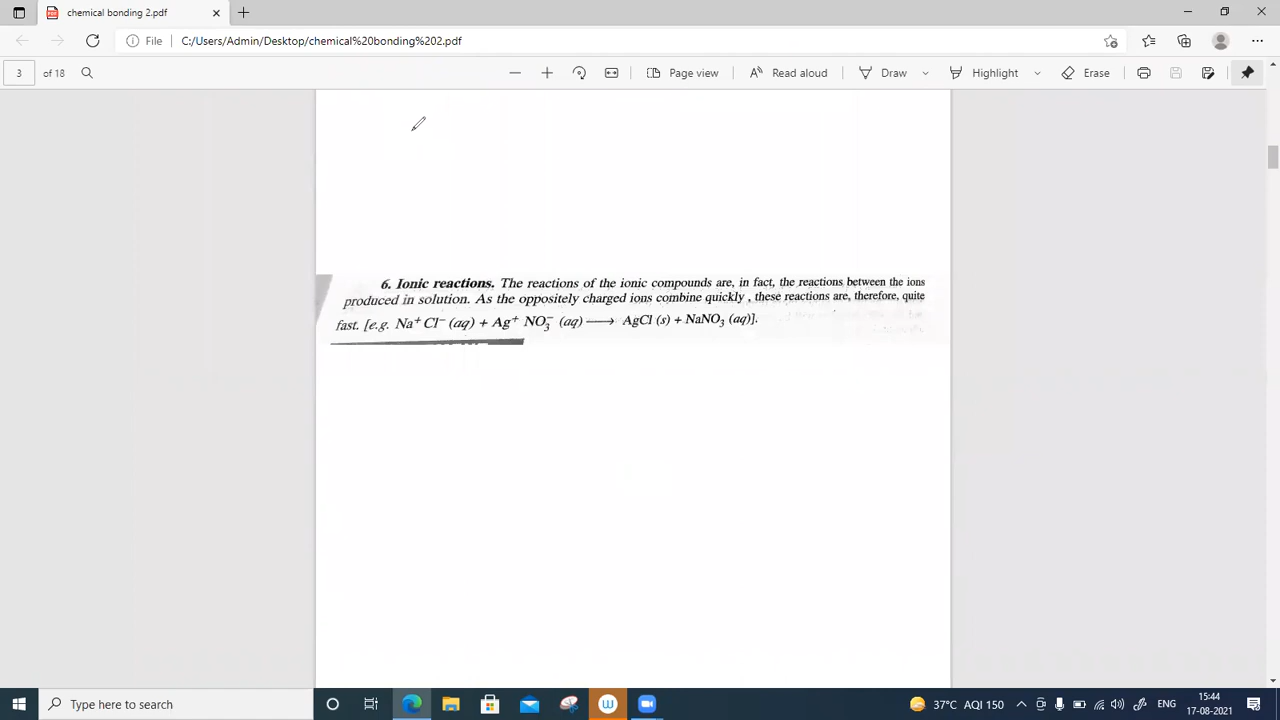 chemical bonding 2.pdf
File C:/Users/Admin/Desktop/chemical%20bonding%202.pdf
3 of 18 Page view Read aloud Draw Highlight Erase
6. Ionic reactions. The reactions of the ionic compounds are, in fact, the reactions between the ions
produced in solution. As the oppositely charged ions combine quickly , these reactions are, therefore, quite
fast. [e.g. Na⁺ Cl⁻ (aq) + Ag⁺ NO₃⁻ (aq) ⟶ AgCl (s) + NaNO₃ (aq)].
Type here to search 37°C AQI 150 ENG 15:44
17-08-2021